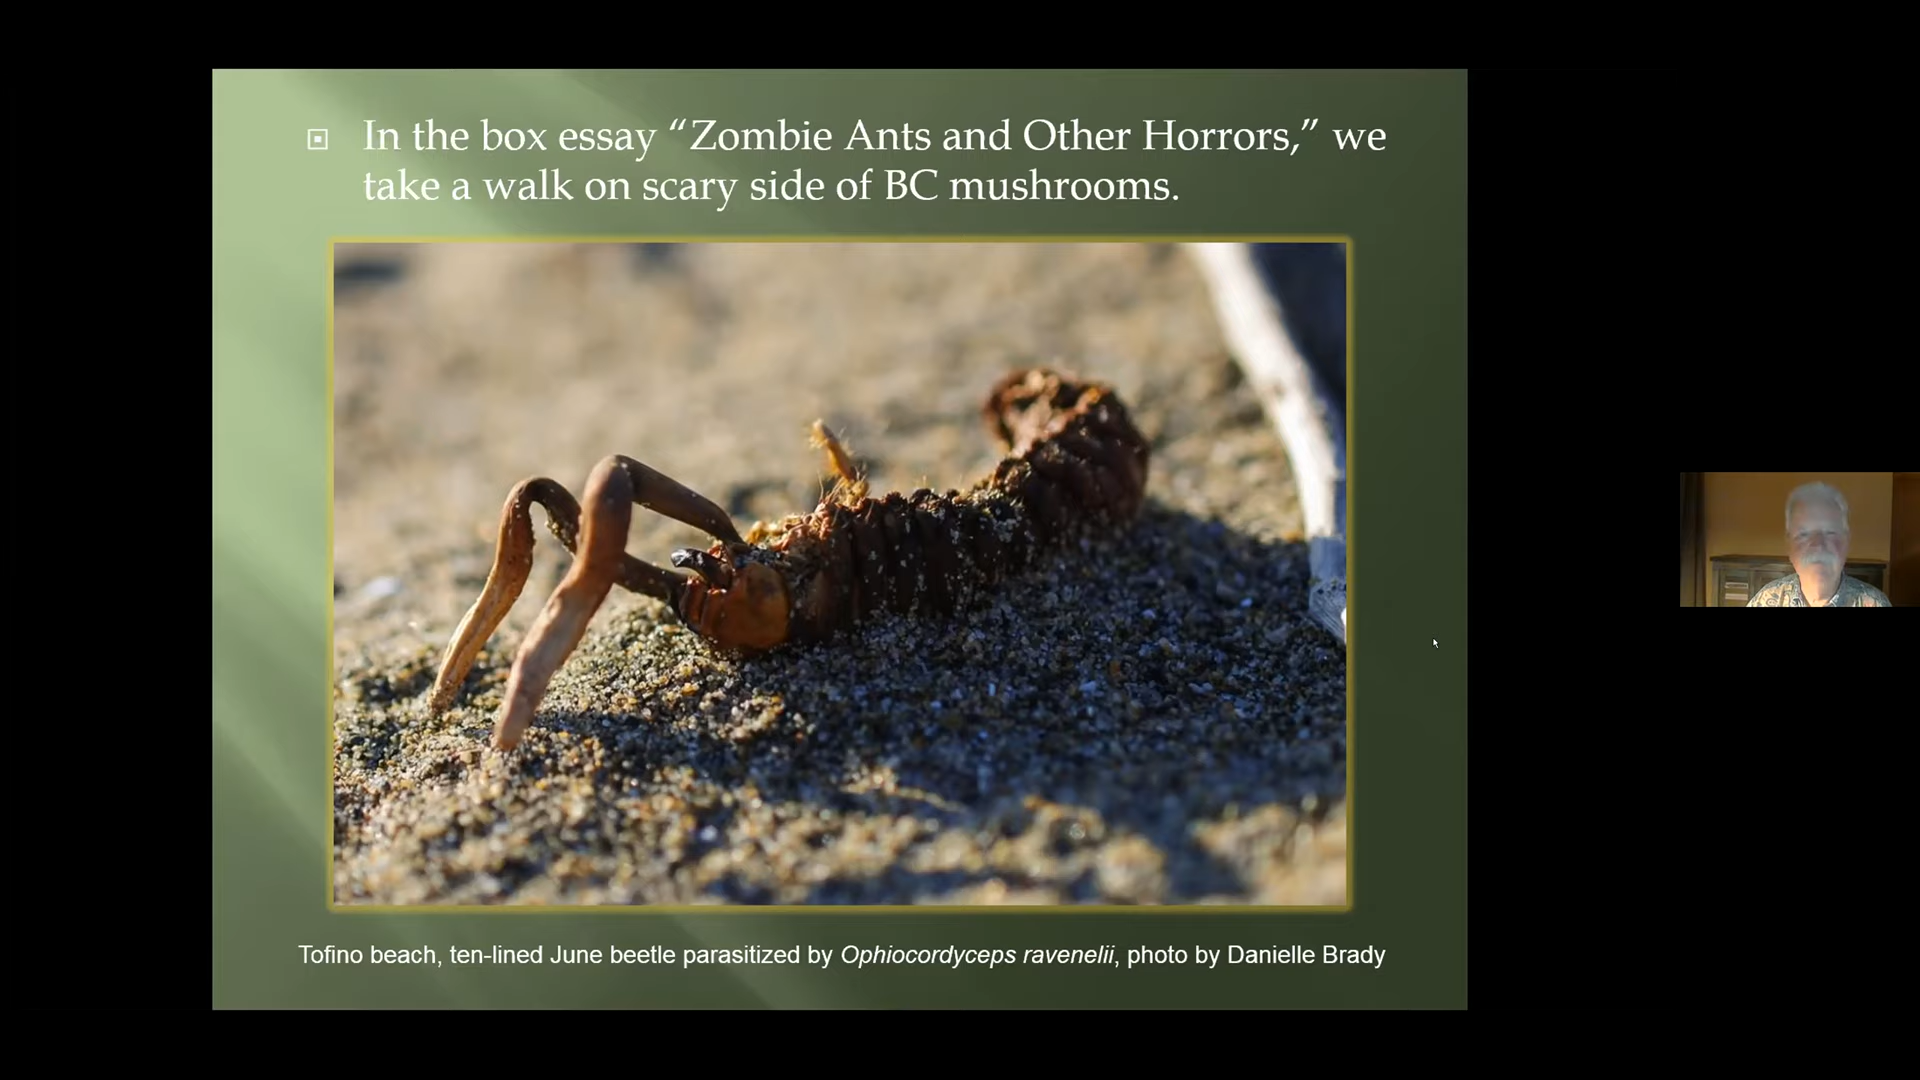 In the box essay “Zombie Ants and Other Horrors,” we
take a walk on scary side of BC mushrooms.
Tofino beach, ten-lined June beetle parasitized by Ophiocordyceps ravenelii, photo by Danielle Brady